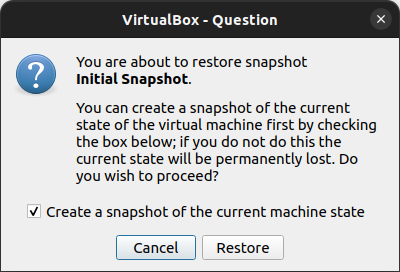 VirtualBox - Question
You are about to restore snapshot
Initial Snapshot.
You can create a snapshot of the current
state of the virtual machine first by checking
the box below; if you do not do this the
current state will be permanently lost. Do
you wish to proceed?
Create a snapshot of the current machine state
Cancel
Restore